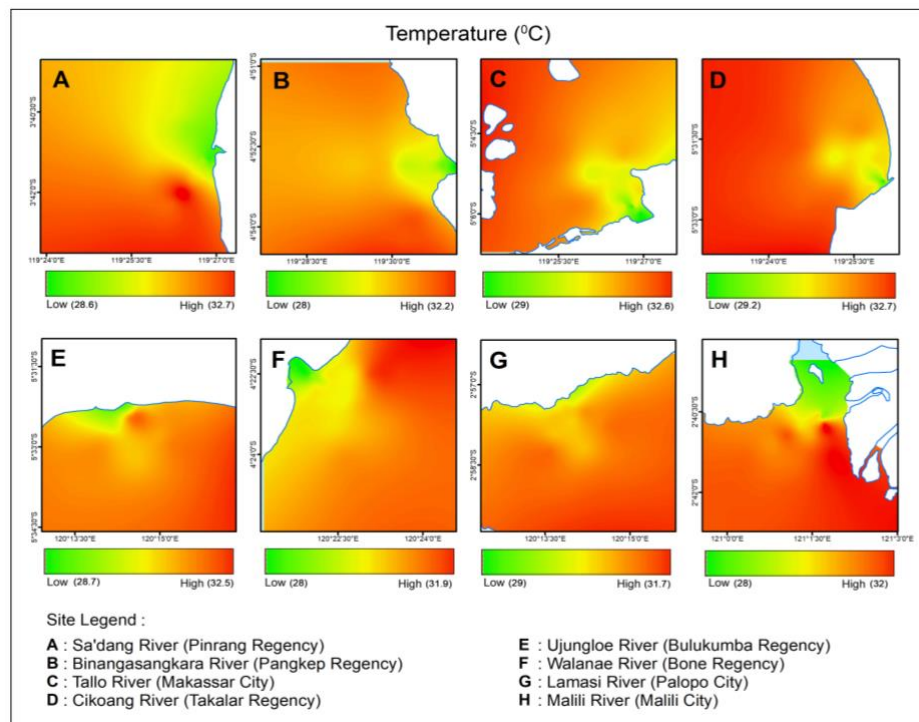 Temperature (⁰C)
A
B
C
D
3°40'30"S
3°42'0"S
119°24'0"E 119°25'30"E 119°27'0"E
4°51'0"S
4°52'30"S
4°54'0"S
119°28'30"E 119°30'0"E
5°4'30"S
5°6'0"S
119°25'30"E 119°27'0"E
5°31'30"S
5°33'0"S
119°24'0"E 119°25'30"E
Low (28.6) High (32.7)
Low (28) High (32.2)
Low (29) High (32.6)
Low (29.2) High (32.7)
E
F
G
H
5°31'30"S
5°33'0"S
5°34'30"S
120°13'30"E 120°15'0"E
4°22'30"S
4°24'0"S
120°22'30"E 120°24'0"E
2°57'0"S
2°58'30"S
120°13'30"E 120°15'0"E
2°40'30"S
2°42'0"S
121°0'E 121°1'30"E 121°3'E
Low (28.7) High (32.5)
Low (28) High (31.9)
Low (29) High (31.7)
Low (28) High (32)
Site Legend :
A : Sa'dang River (Pinrang Regency)
B : Binangasangkara River (Pangkep Regency)
C : Tallo River (Makassar City)
D : Cikoang River (Takalar Regency)
E : Ujungloe River (Bulukumba Regency)
F : Walanae River (Bone Regency)
G : Lamasi River (Palopo City)
H : Malili River (Malili City)